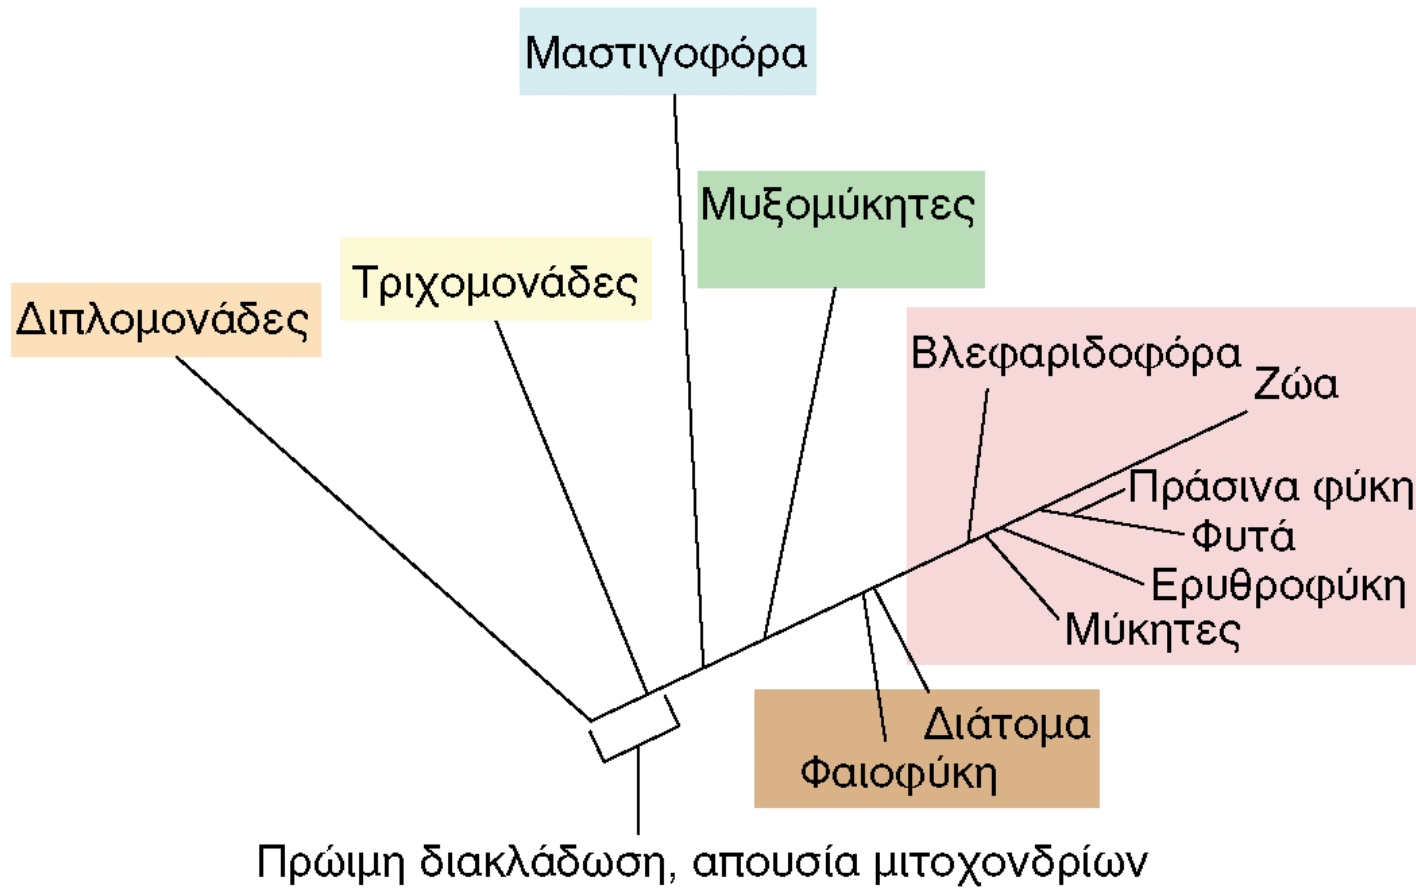 Μαστιγοφόρα
Μυξομύκητες
Τριχομονάδες
Διπλομονάδες
Βλεφαριδοφόρα
Ζώα
Πράσινα φύκη
Φυτά
Ερυθροφύκη
Μύκητες
Διάτομα
Φαιοφύκη
Πρώιμη διακλάδωση, απουσία μιτοχονδρίων